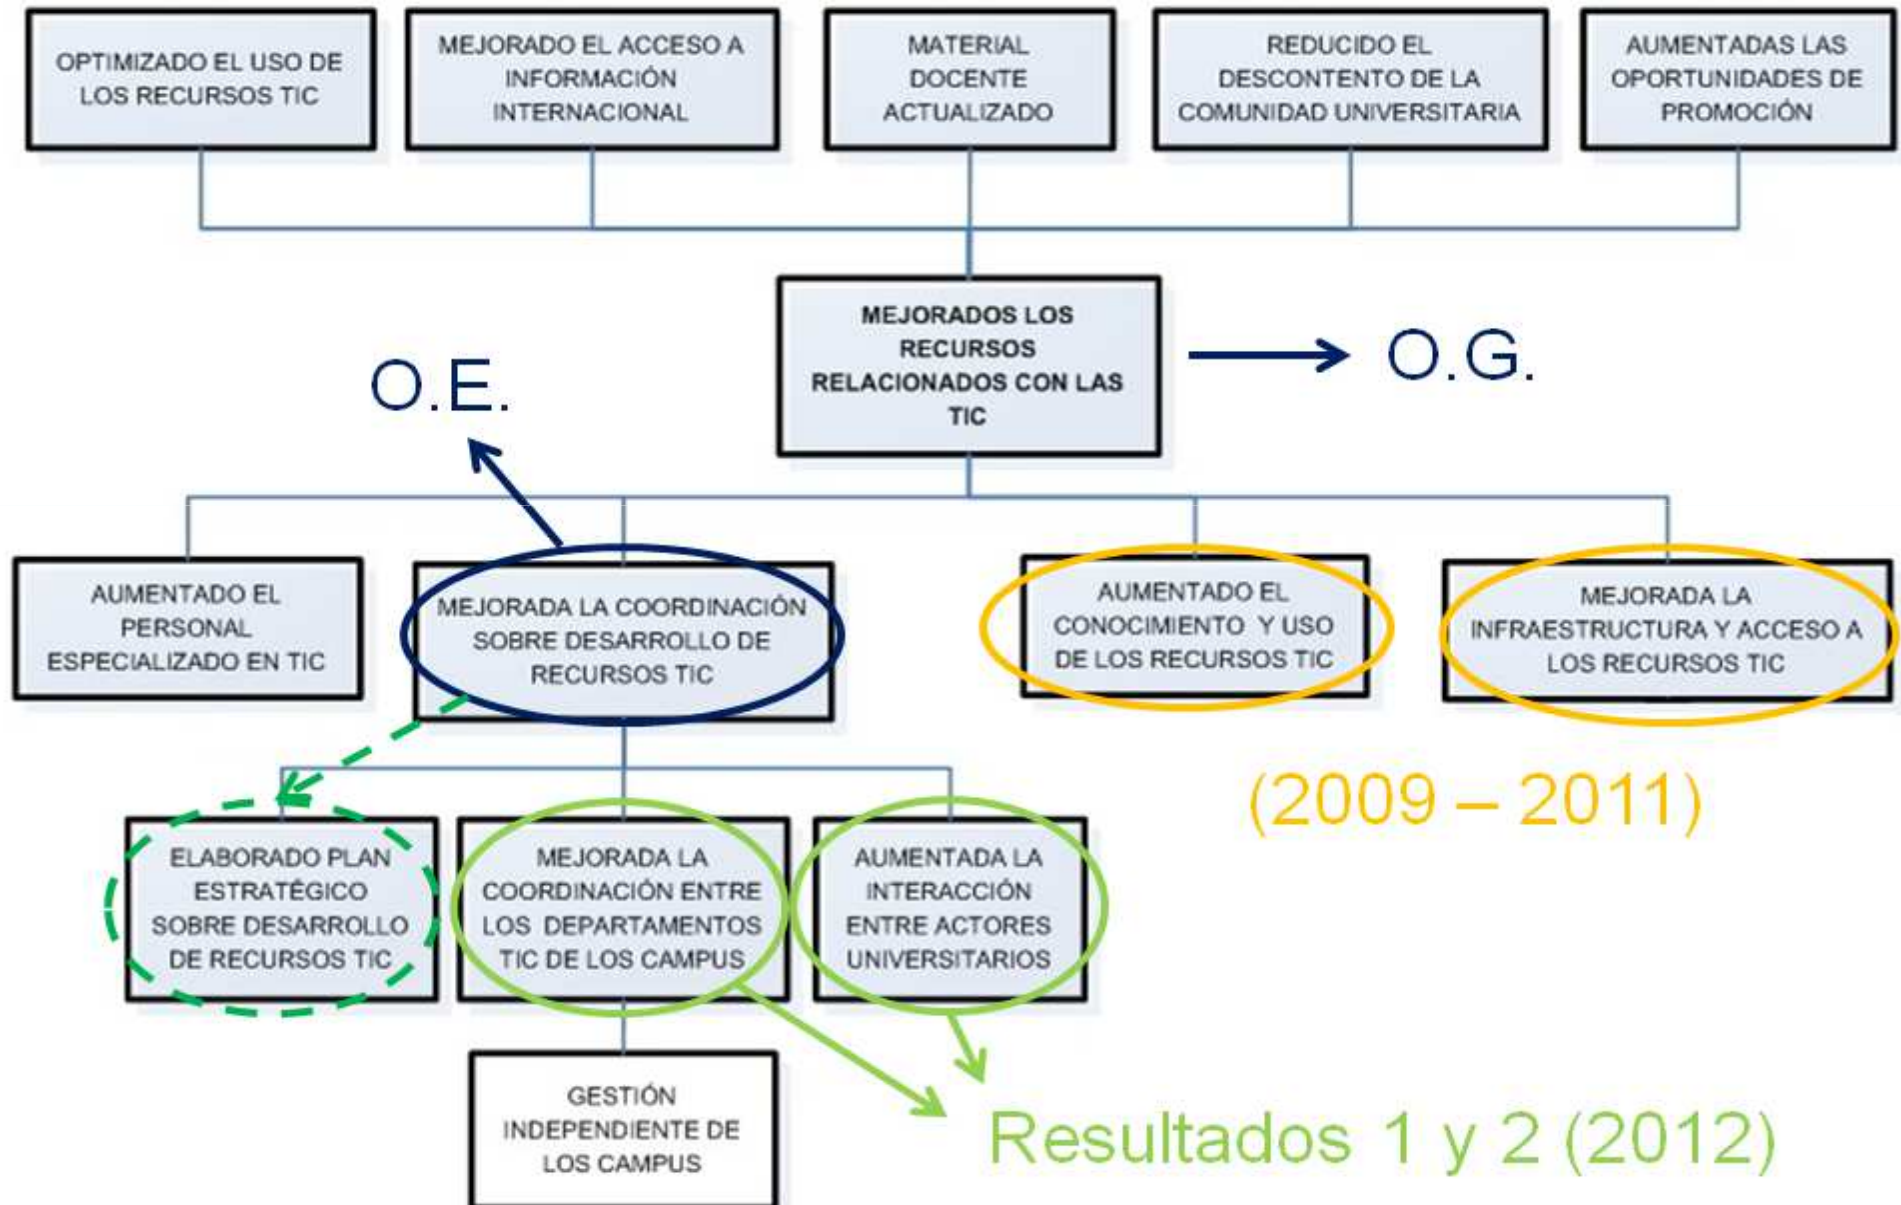 OPTIMIZADO EL USO DE
LOS RECURSOS TIC
MEJORADO EL ACCESO A
INFORMACIÓN
INTERNACIONAL
MATERIAL
DOCENTE
ACTUALIZADO
REDUCIDO EL
DESCONTENTO DE LA
COMUNIDAD UNIVERSITARIA
AUMENTADAS LAS
OPORTUNIDADES DE
PROMOCIÓN
MEJORADOS LOS
RECURSOS
RELACIONADOS CON LAS
TIC
O.G.
O.E.
AUMENTADO EL
PERSONAL
ESPECIALIZADO EN TIC
MEJORADA LA COORDINACIÓN
SOBRE DESARROLLO DE
RECURSOS TIC
AUMENTADO EL
CONOCIMIENTO Y USO
DE LOS RECURSOS TIC
MEJORADA LA
INFRAESTRUCTURA Y ACCESO A
LOS RECURSOS TIC
(2009 – 2011)
ELABORADO PLAN
ESTRATÉGICO
SOBRE DESARROLLO
DE RECURSOS TIC
MEJORADA LA
COORDINACIÓN ENTRE
LOS DEPARTAMENTOS
TIC DE LOS CAMPUS
AUMENTADA LA
INTERACCIÓN
ENTRE ACTORES
UNIVERSITARIOS
GESTIÓN
INDEPENDIENTE DE
LOS CAMPUS
Resultados 1 y 2 (2012)